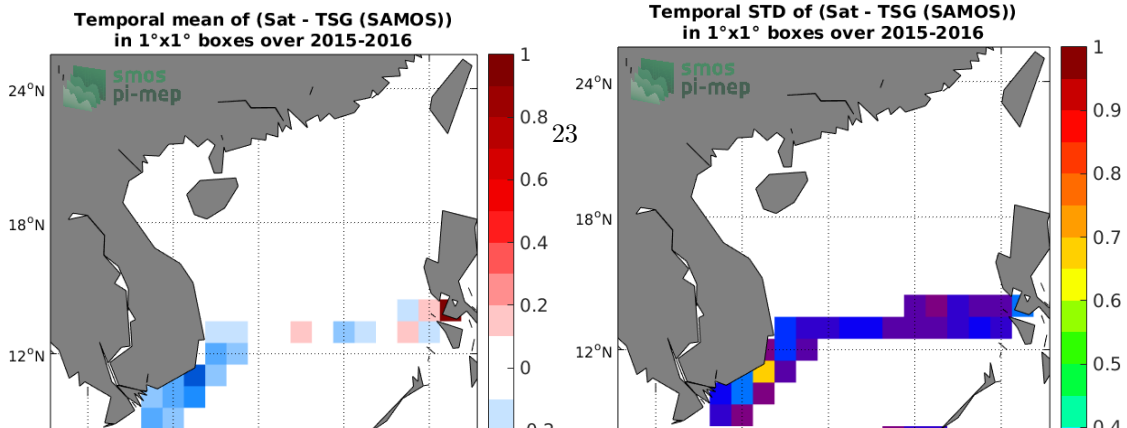 Temporal mean of (Sat - TSG (SAMOS))
in 1°x1° boxes over 2015-2016
smos
pi-mep
24°N
18°N
12°N
1
0.8
0.6
0.4
0.2
0
23
Temporal STD of (Sat - TSG (SAMOS))
in 1°x1° boxes over 2015-2016
smos
pi-mep
24°N
18°N
12°N
1
0.9
0.8
0.7
0.6
0.5
0.4